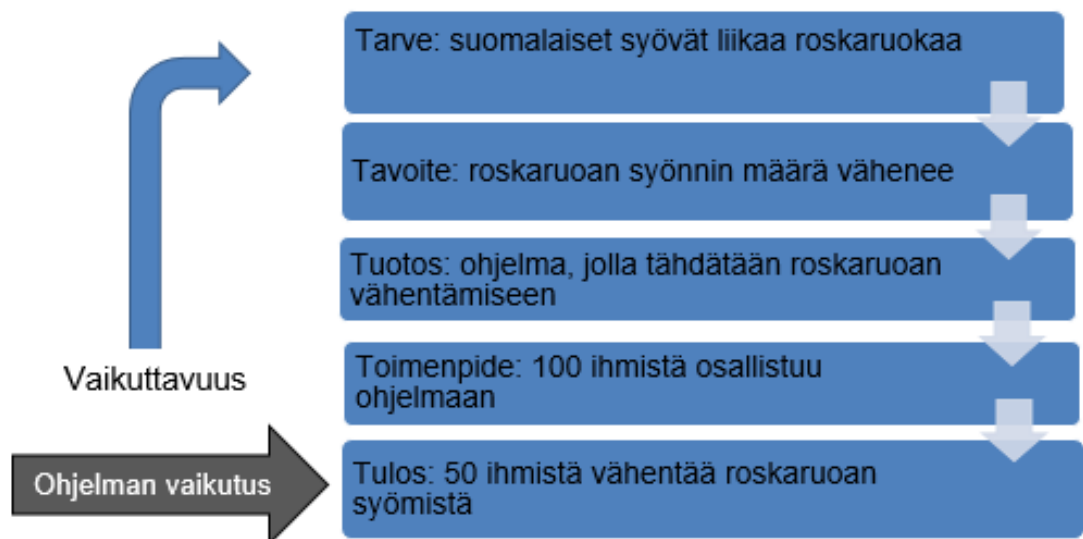 Tarve: suomalaiset syövät liikaa roskaruokaa
Tavoite: roskaruoan syönnin määrä vähenee
Tuotos: ohjelma, jolla tähdätään roskaruoan
vähentämiseen
Toimenpide: 100 ihmistä osallistuu
ohjelmaan
Tulos: 50 ihmistä vähentää roskaruoan
syömistä
Vaikuttavuus
Ohjelman vaikutus